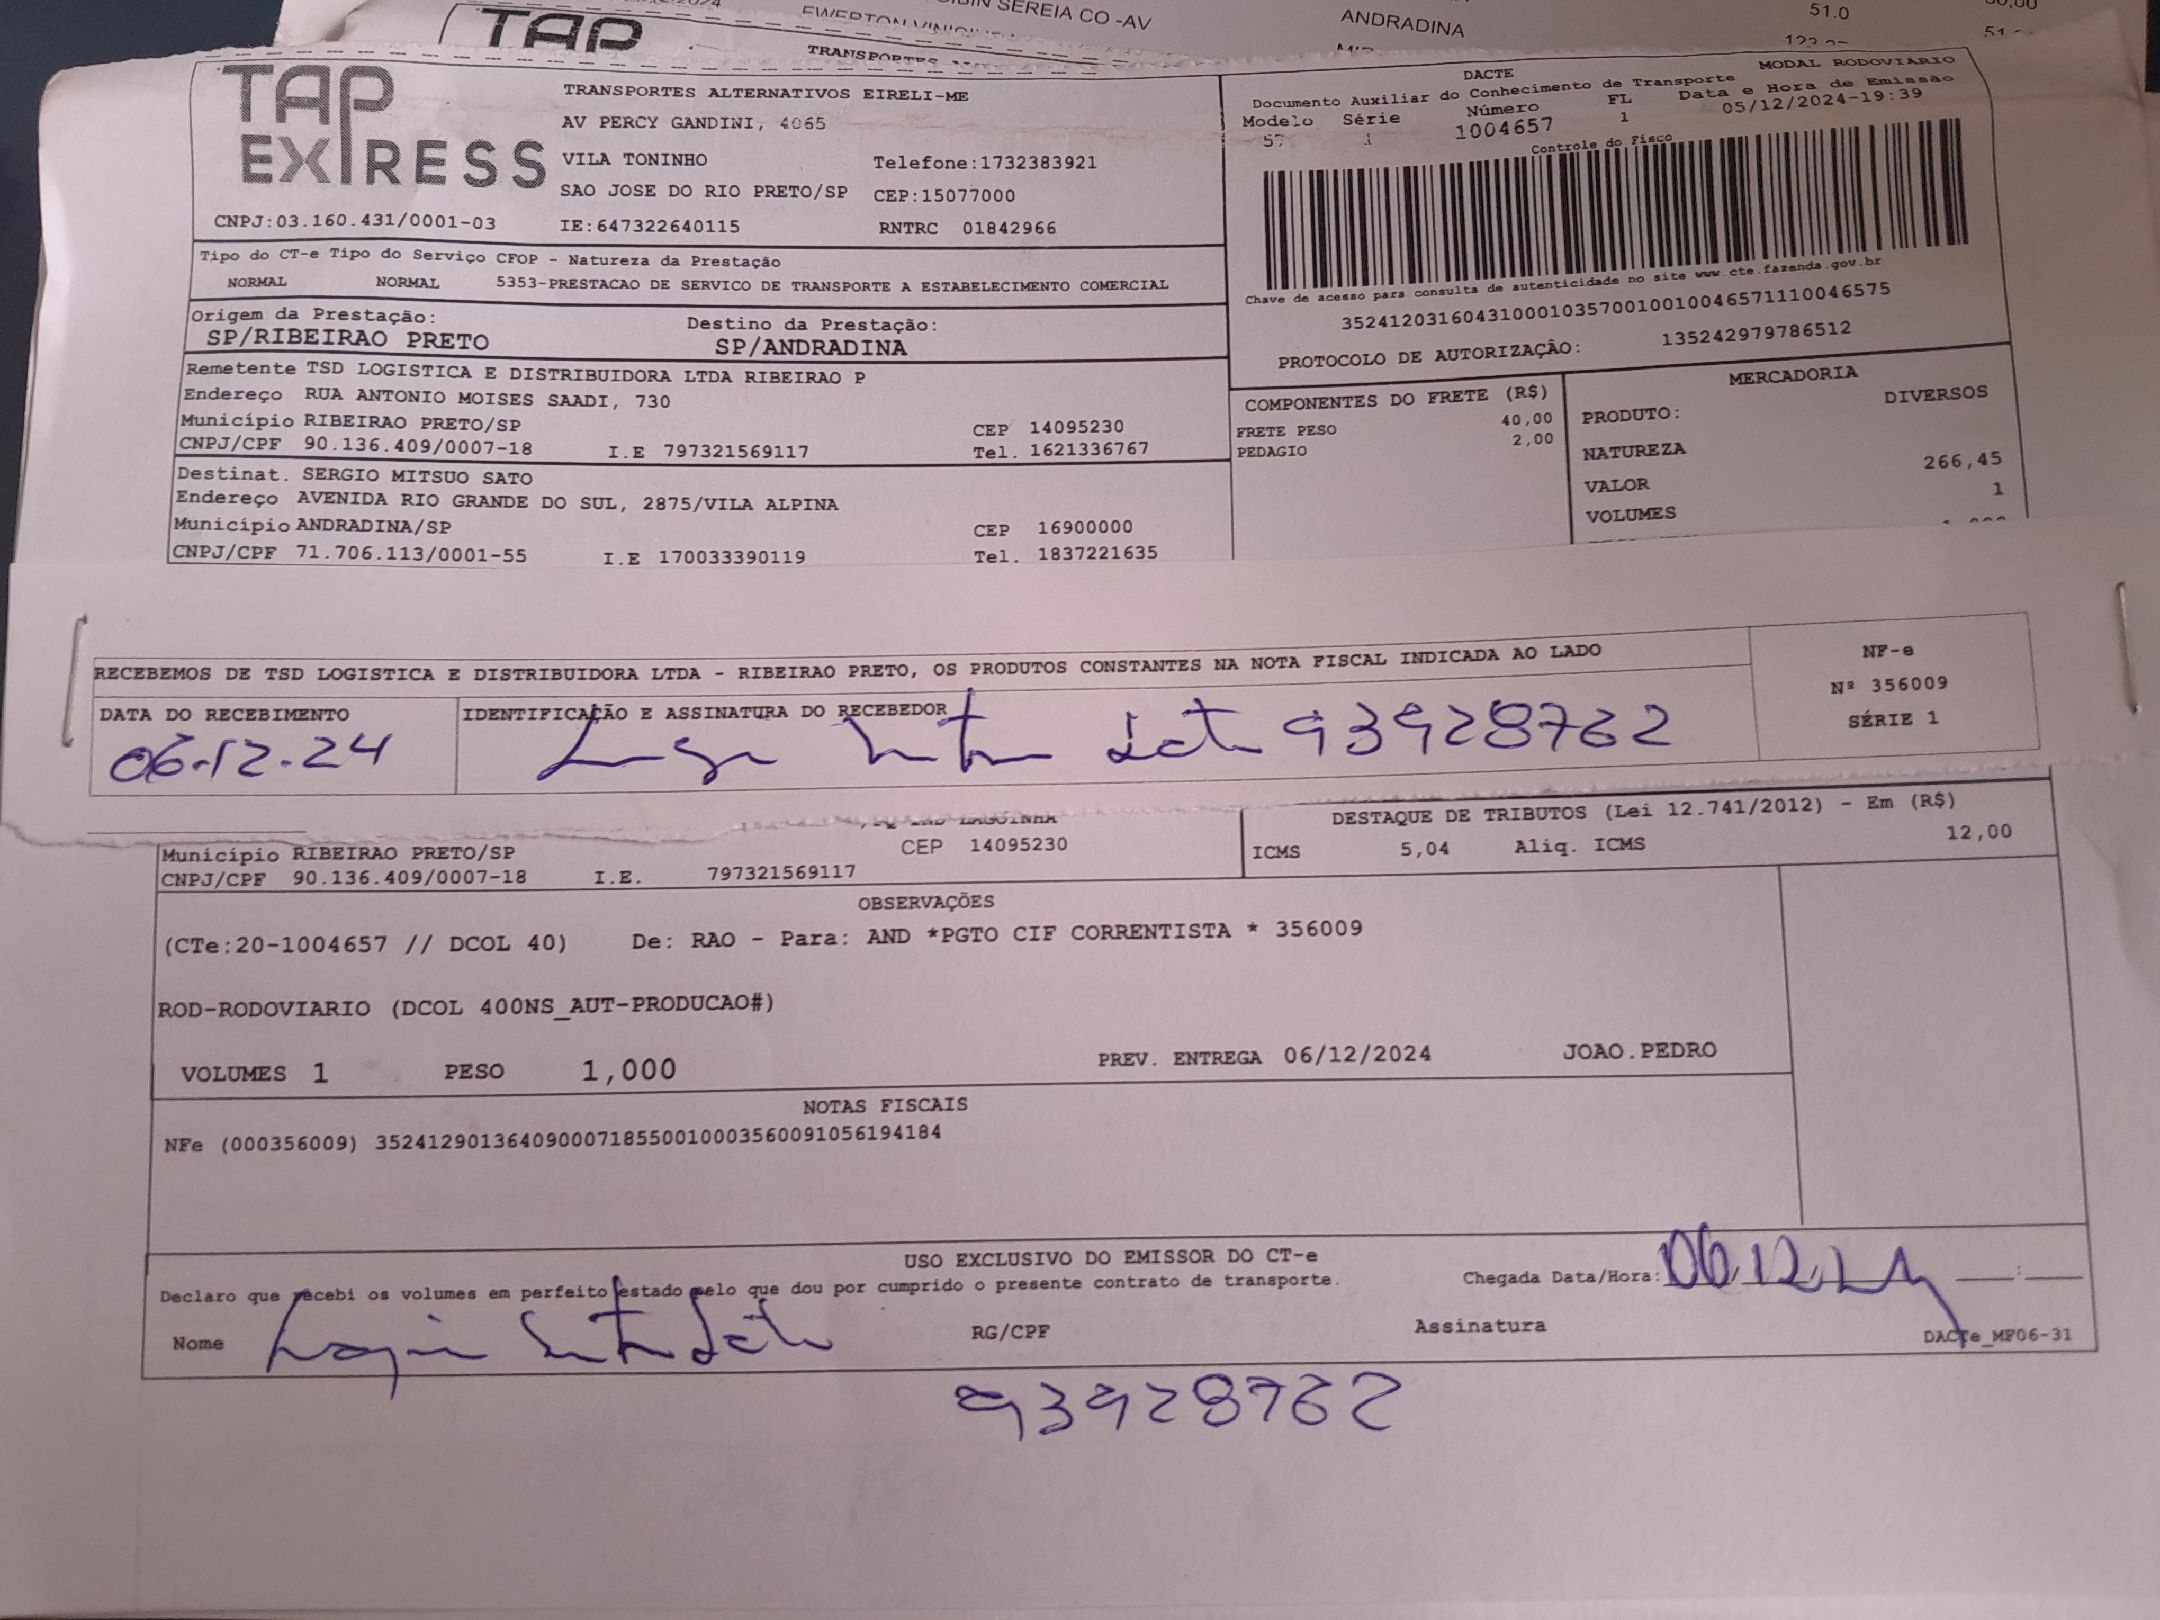 EWERTON VINICIUS
SEREIA CO -AV
ANDRADINA
51.0
TAP
TAP
EXPRESS
TRANSPORTES ALTERNATIVOS EIRELI-ME
AV PERCY GANDINI, 4065
VILA TONINHO Telefone:1732383921
SAO JOSE DO RIO PRETO/SP CEP:15077000
CNPJ:03.160.431/0001-03 IE:647322640115 RNTRC 01842966
DACTE MODAL RODOVIARIO
Documento Auxiliar do Conhecimento de Transporte Data e Hora de Emissão
Modelo Série Número FL 05/12/2024-19:39
57 1 1004657 1
Controle do Fisco
Chave de acesso para consulta de autenticidade no site www.cte.fazenda.gov.br
35241203160431000103570010010046571110046575
PROTOCOLO DE AUTORIZAÇÃO: 135242979786512
Tipo do CT-e Tipo do Serviço CFOP - Natureza da Prestação
NORMAL NORMAL 5353-PRESTACAO DE SERVICO DE TRANSPORTE A ESTABELECIMENTO COMERCIAL
Origem da Prestação: Destino da Prestação:
SP/RIBEIRAO PRETO SP/ANDRADINA
Remetente TSD LOGISTICA E DISTRIBUIDORA LTDA RIBEIRAO P
Endereço RUA ANTONIO MOISES SAADI, 730
Município RIBEIRAO PRETO/SP CEP 14095230
CNPJ/CPF 90.136.409/0007-18 I.E 797321569117 Tel. 1621336767
Destinat. SERGIO MITSUO SATO
Endereço AVENIDA RIO GRANDE DO SUL, 2875/VILA ALPINA
Município ANDRADINA/SP CEP 16900000
CNPJ/CPF 71.706.113/0001-55 I.E 170033390119 Tel. 1837221635
COMPONENTES DO FRETE (R$)
FRETE PESO 40,00
PEDAGIO 2,00
MERCADORIA
PRODUTO: DIVERSOS
NATUREZA
VALOR 266,45
VOLUMES 1
RECEBEMOS DE TSD LOGISTICA E DISTRIBUIDORA LTDA - RIBEIRAO PRETO, OS PRODUTOS CONSTANTES NA NOTA FISCAL INDICADA AO LADO
NF-e
Nº 356009
SÉRIE 1
DATA DO RECEBIMENTO
06.12.24
IDENTIFICAÇÃO E ASSINATURA DO RECEBEDOR
93928762
Município RIBEIRAO PRETO/SP CEP 14095230
CNPJ/CPF 90.136.409/0007-18 I.E. 797321569117
DESTAQUE DE TRIBUTOS (Lei 12.741/2012) - Em (R$)
ICMS 5,04 Aliq. ICMS 12,00
OBSERVAÇÕES
(CTe:20-1004657 // DCOL 40) De: RAO - Para: AND *PGTO CIF CORRENTISTA * 356009
ROD-RODOVIARIO (DCOL 400NS_AUT-PRODUCAO#)
VOLUMES 1 PESO 1,000 PREV. ENTREGA 06/12/2024 JOAO.PEDRO
NOTAS FISCAIS
NFe (000356009) 35241290136409000718550010003560091056194184
USO EXCLUSIVO DO EMISSOR DO CT-e
Declaro que recebi os volumes em perfeito estado pelo que dou por cumprido o presente contrato de transporte. Chegada Data/Hora: 06.12.24 ____:____
Nome RG/CPF Assinatura DACTe_MF06-31
93928762